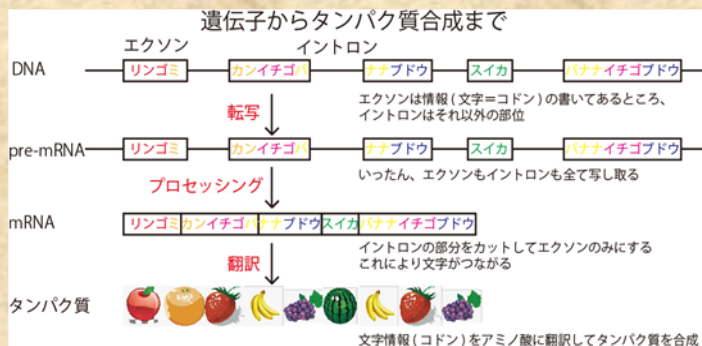 遺伝子からタンパク質合成まで
エクソン イントロン
DNA リンゴミ カンイチゴバ ナナブドウ スイカ バナナイチゴブドウ
転写
エクソンは情報(文字=コドン)の書いてあるところ、
イントロンはそれ以外の部位
pre-mRNA リンゴミ カンイチゴバ ナナブドウ スイカ バナナイチゴブドウ
プロセッシング
いったん、エクソンもイントロンも全て写し取る
mRNA リンゴミ カンイチゴバ ナナブドウ スイカ バナナイチゴブドウ
イントロンの部分をカットしてエクソンのみにする
これにより文字がつながる
翻訳
タンパク質
文字情報(コドン)をアミノ酸に翻訳してタンパク質を合成